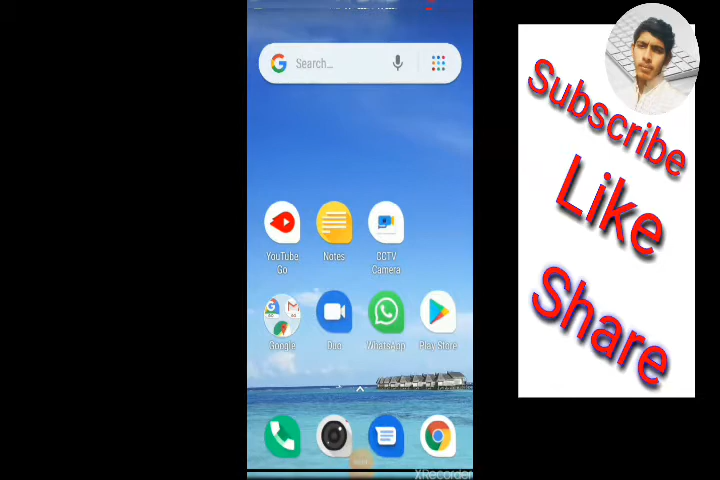 Search...
YouTube Go
Notes
CCTV Camera
Google
Duo
WhatsApp
Play Store
XRecorder
Subscribe
Like
Share